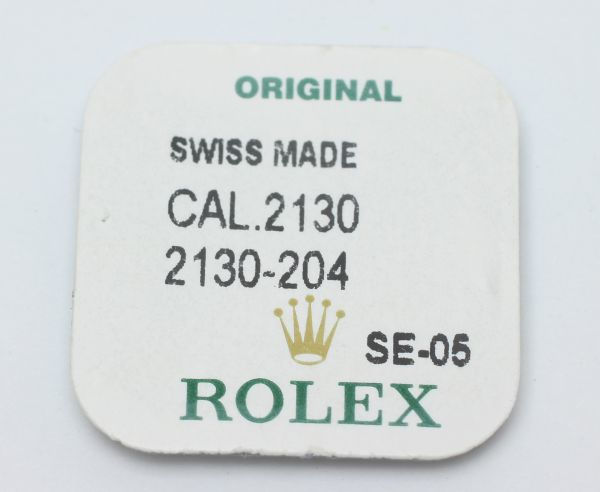 ORIGINAL
SWISS MADE
CAL.2130
2130-204
SE-05
ROLEX